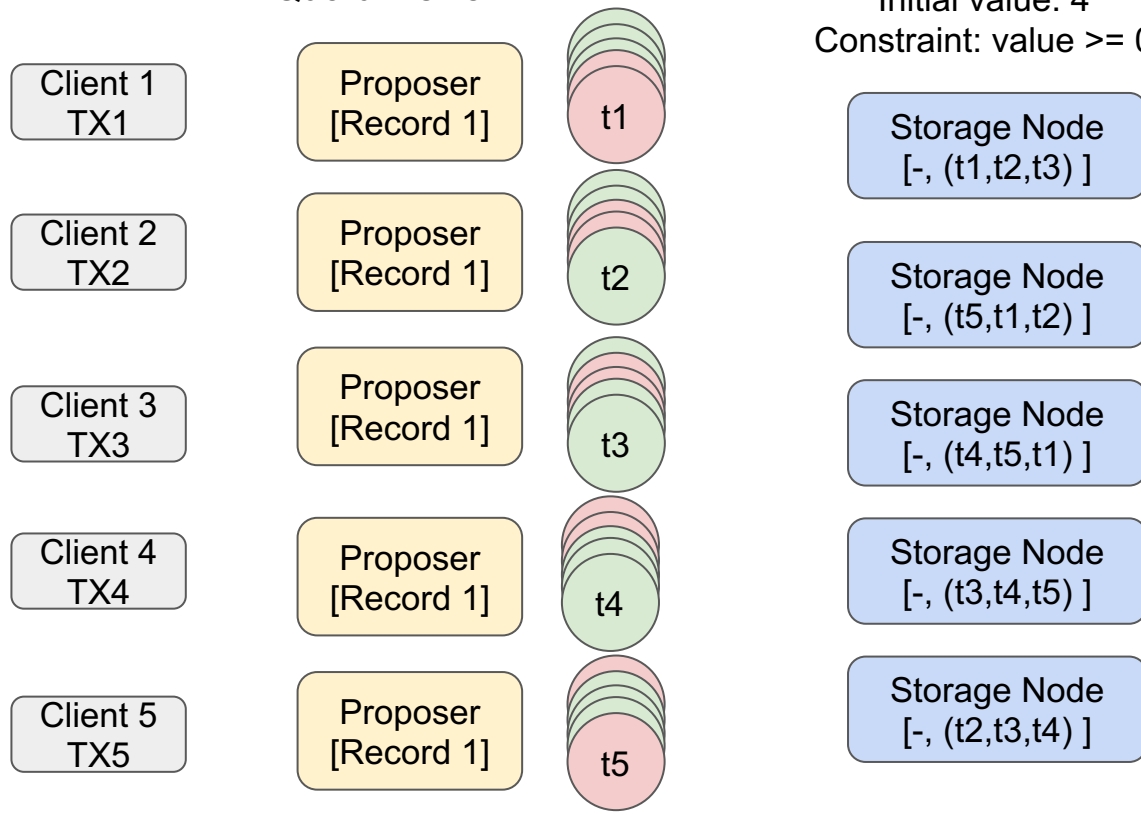 Initial value: 4
Constraint: value >= 0
Client 1
TX1
Proposer
[Record 1]
t1
Storage Node
[-, (t1,t2,t3) ]
Client 2
TX2
Proposer
[Record 1]
t2
Storage Node
[-, (t5,t1,t2) ]
Client 3
TX3
Proposer
[Record 1]
t3
Storage Node
[-, (t4,t5,t1) ]
Client 4
TX4
Proposer
[Record 1]
t4
Storage Node
[-, (t3,t4,t5) ]
Client 5
TX5
Proposer
[Record 1]
t5
Storage Node
[-, (t2,t3,t4) ]